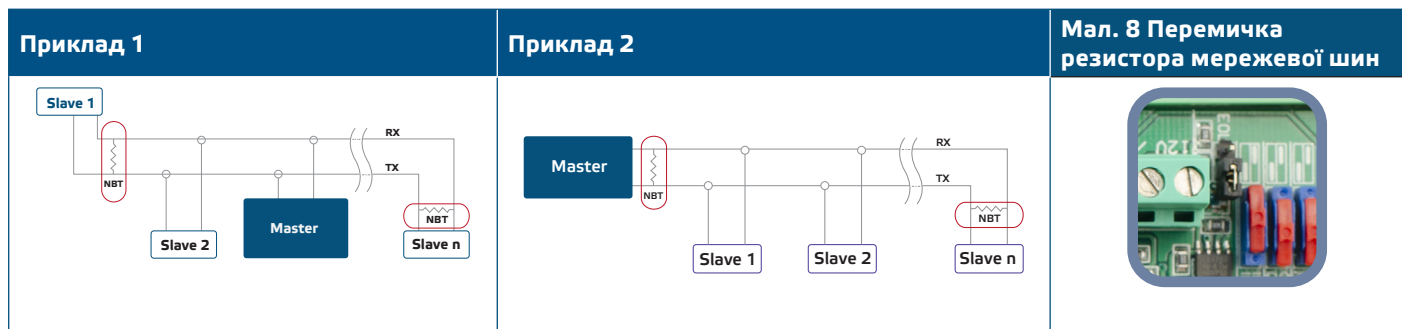 Приклад 1
Приклад 2
Мал. 8 Перемичка
резистора мережевої шин
Slave 1
RX
TX
NBT
NBT
Slave 2
Master
Slave n
Master
RX
TX
NBT
NBT
Slave 1
Slave 2
Slave n
12V